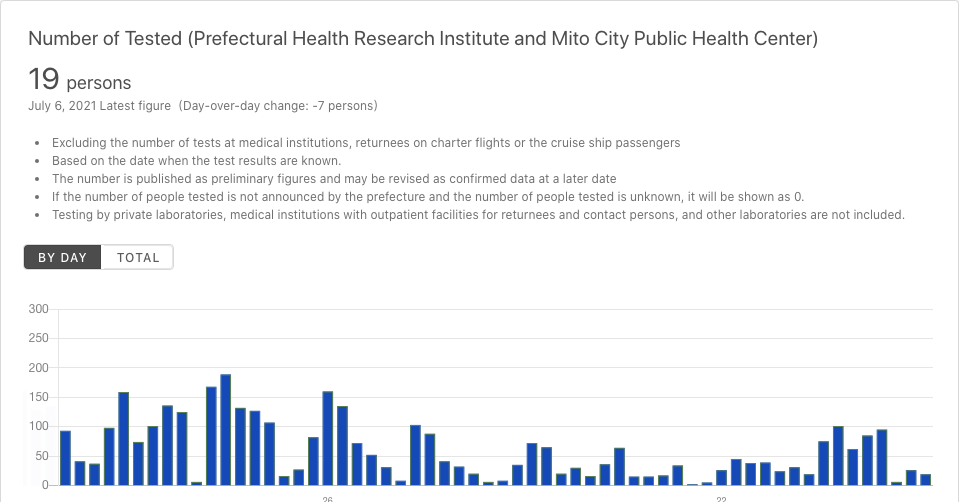 Number of Tested (Prefectural Health Research Institute and Mito City Public Health Center)
19 persons
July 6, 2021 Latest figure (Day-over-day change: -7 persons)
• Excluding the number of tests at medical institutions, returnees on charter flights or the cruise ship passengers
• Based on the date when the test results are known.
• The number is published as preliminary figures and may be revised as confirmed data at a later date
• If the number of people tested is not announced by the prefecture and the number of people tested is unknown, it will be shown as 0.
• Testing by private laboratories, medical institutions with outpatient facilities for returnees and contact persons, and other laboratories are not included.
BY DAY TOTAL
300
250
200
150
100
50
0
26 22